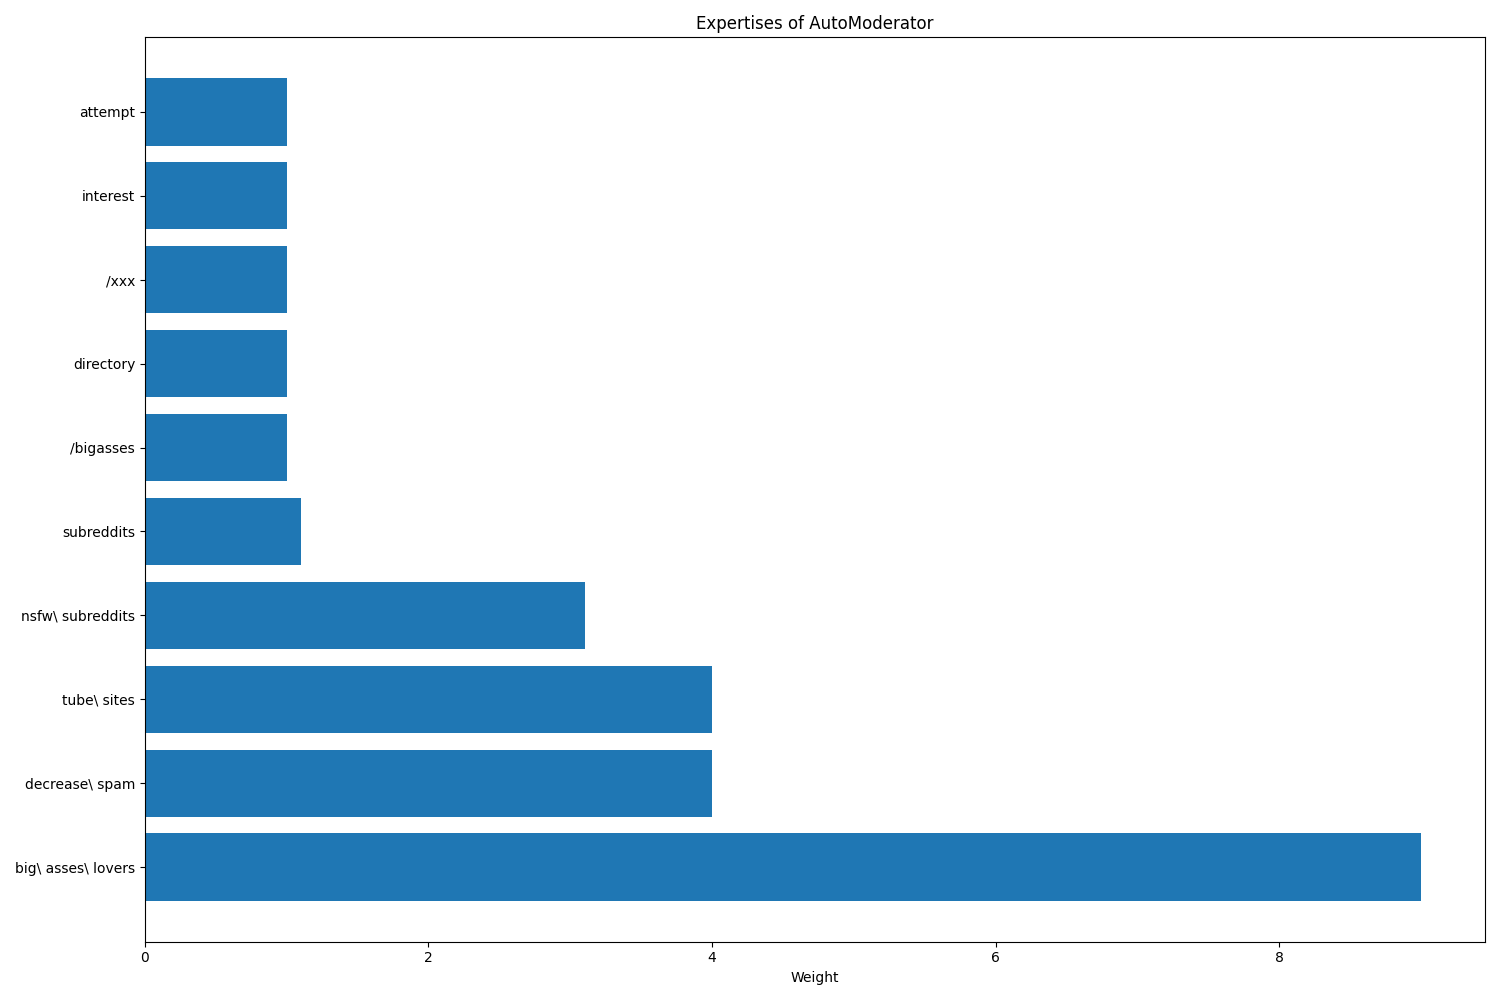 Expertises of AutoModerator
attempt
interest
/xxx
directory
/bigasses
subreddits
nsfw\ subreddits
tube\ sites
decrease\ spam
big\ asses\ lovers
0 2 4 6 8
Weight